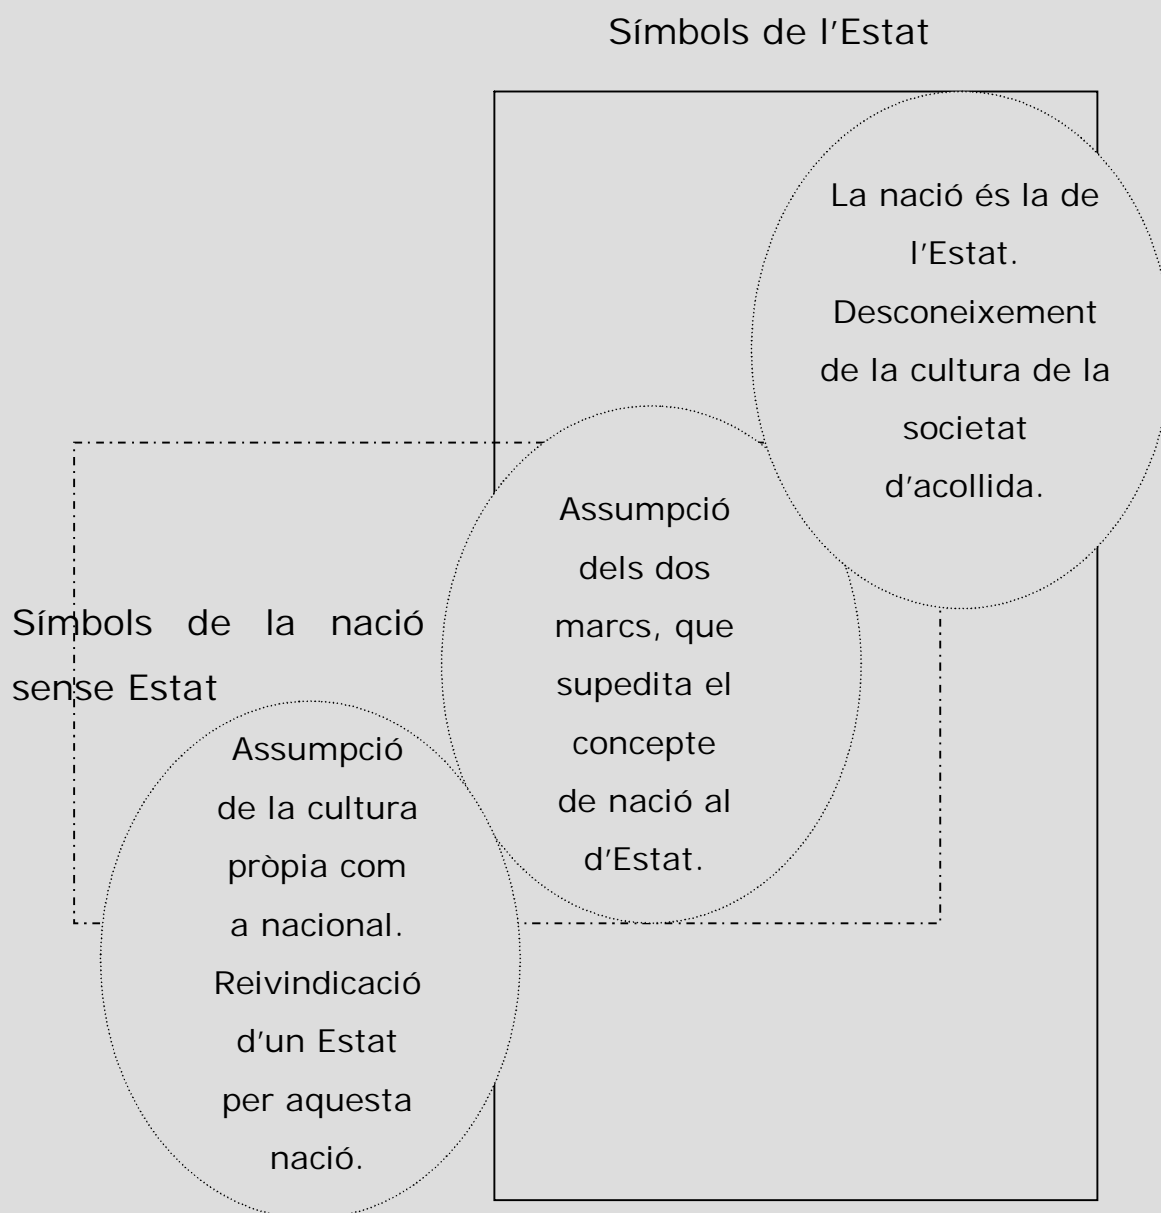 Símbols de l'Estat
La nació és la de
l'Estat.
Desconeixement
de la cultura de la
societat
d'acollida.
Assumpció
dels dos
marcs, que
supedita el
concepte
de nació al
d'Estat.
Símbols de la nació
sense Estat
Assumpció
de la cultura
pròpia com
a nacional.
Reivindicació
d'un Estat
per aquesta
nació.